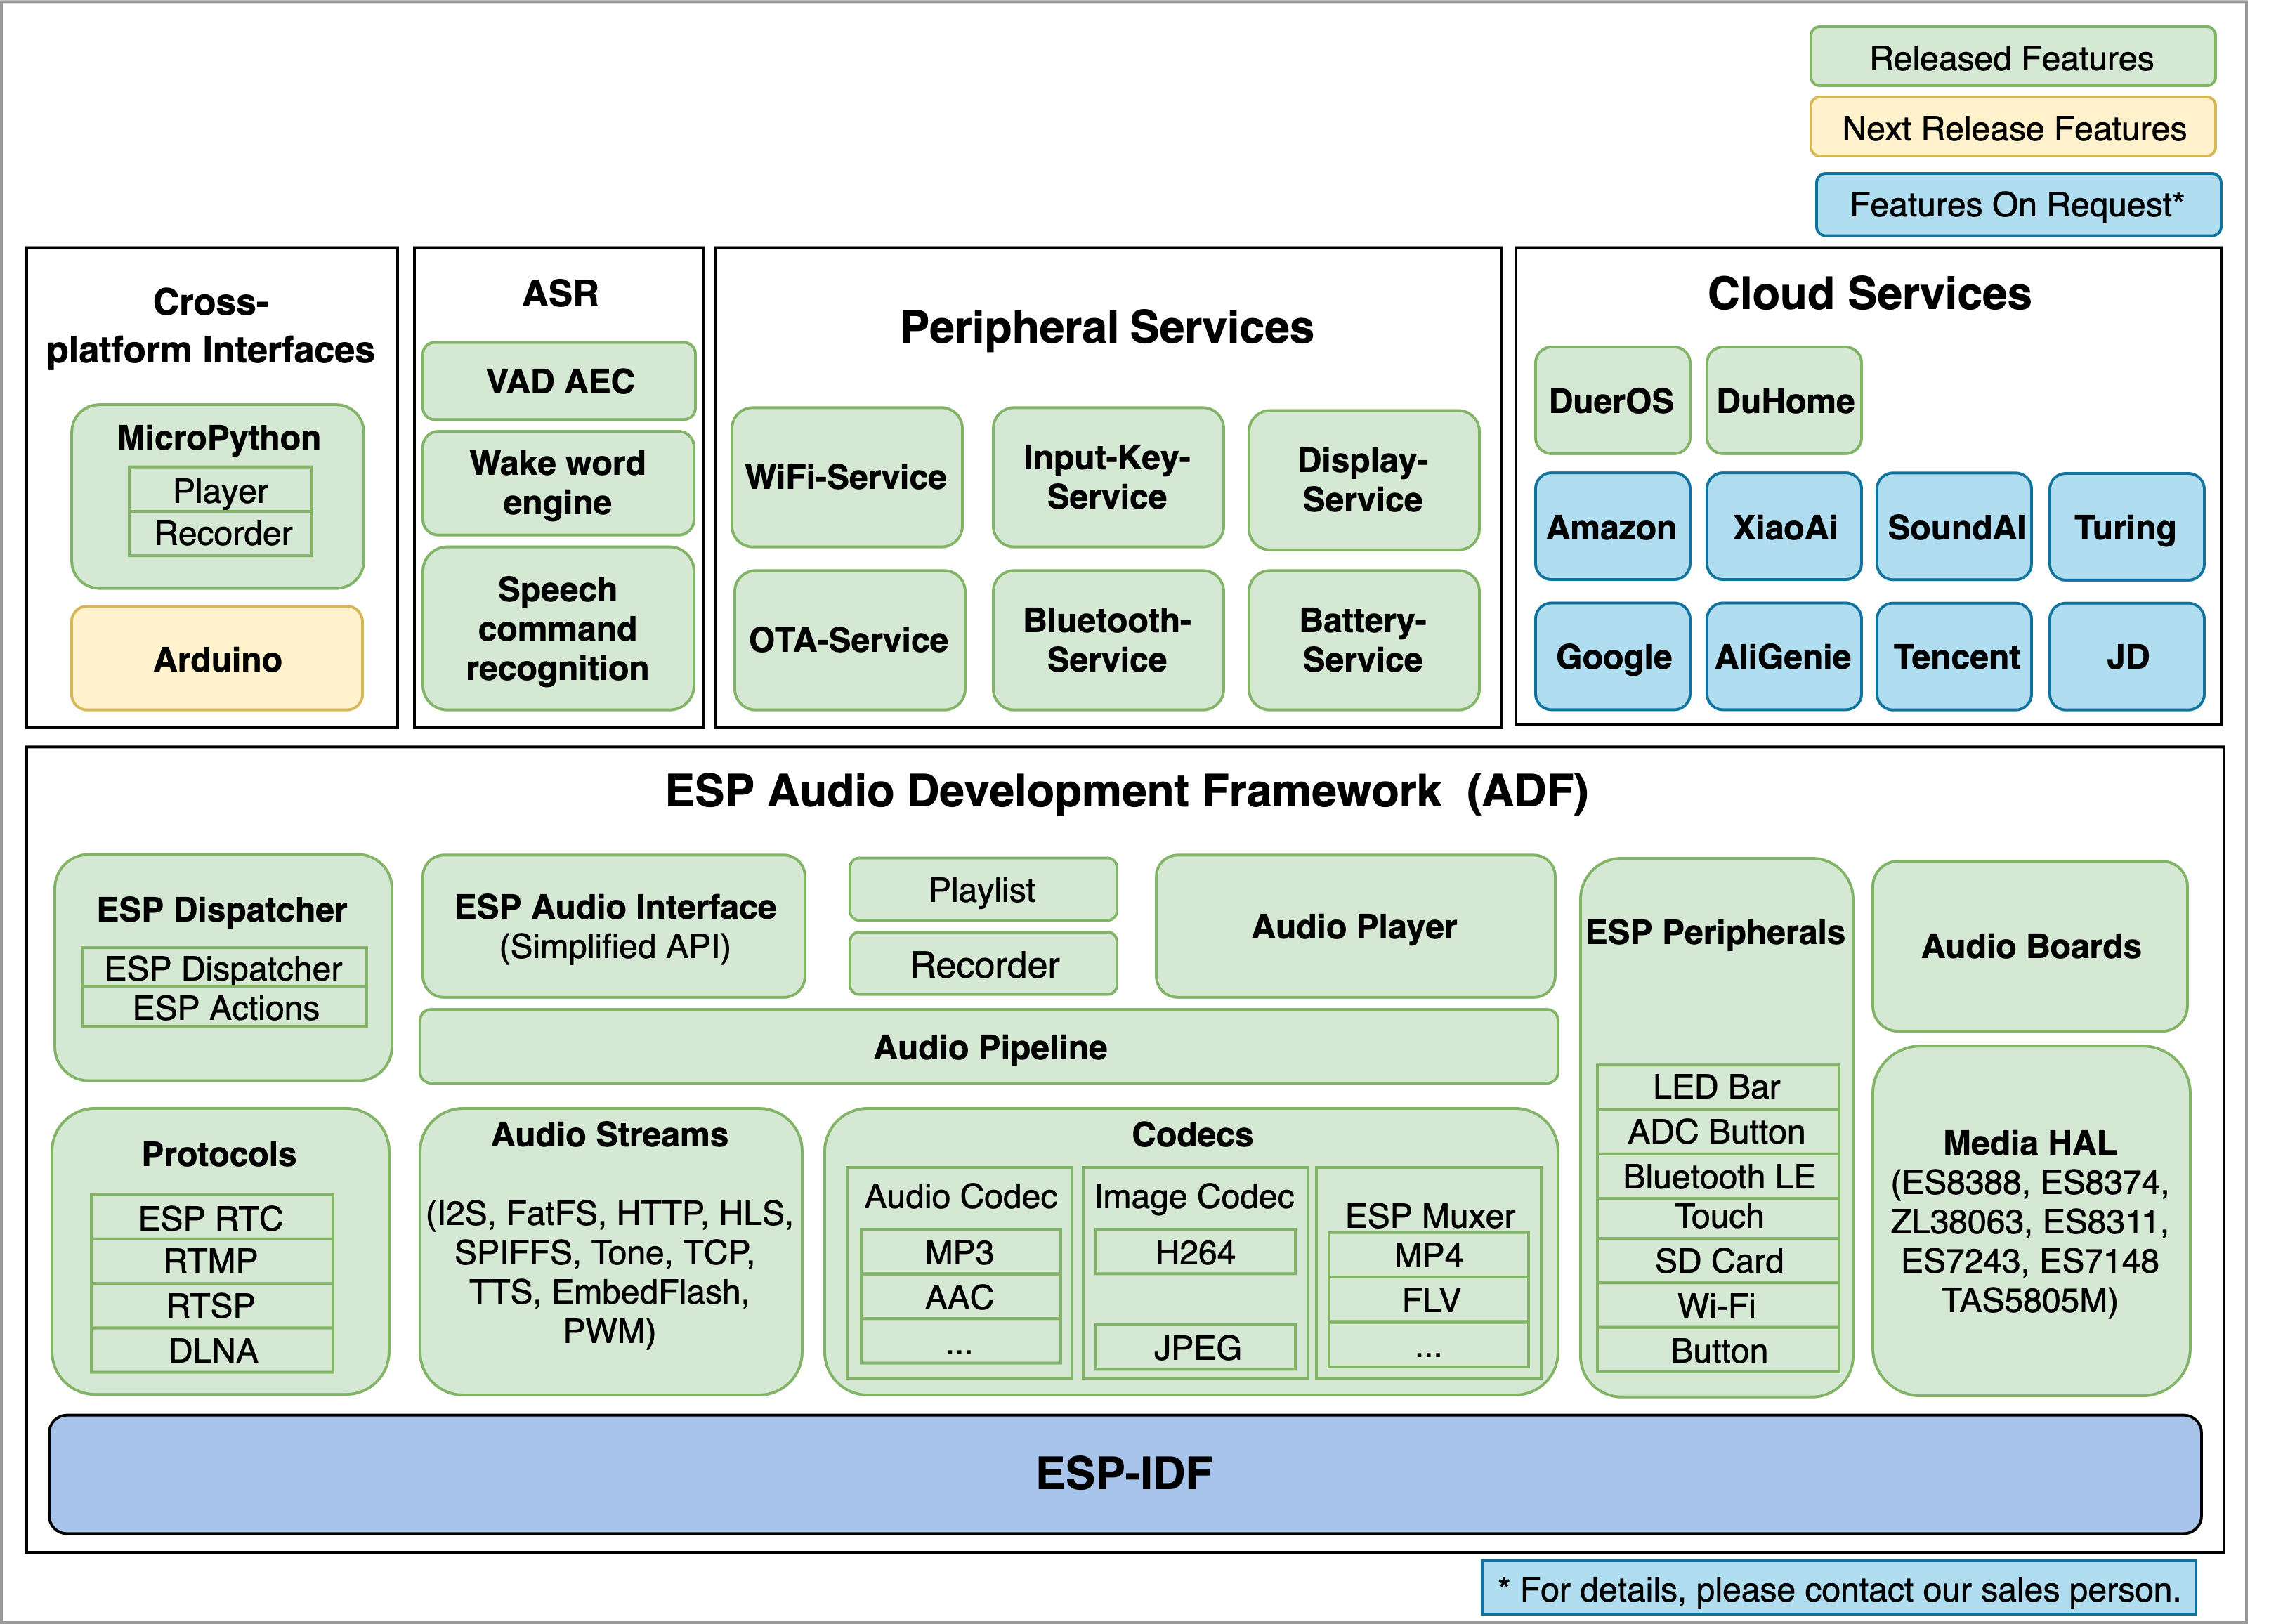 Released Features
Next Release Features
Features On Request*
Cross-
platform Interfaces
MicroPython
Player
Recorder
Arduino
ASR
VAD AEC
Wake word
engine
Speech
command
recognition
Peripheral Services
WiFi-Service
Input-Key-
Service
Display-
Service
OTA-Service
Bluetooth-
Service
Battery-
Service
Cloud Services
DuerOS
DuHome
Amazon
XiaoAi
SoundAI
Turing
Google
AliGenie
Tencent
JD
ESP Audio Development Framework (ADF)
ESP Dispatcher
ESP Dispatcher
ESP Actions
ESP Audio Interface
(Simplified API)
Playlist
Recorder
Audio Player
Audio Pipeline
Protocols
ESP RTC
RTMP
RTSP
DLNA
Audio Streams
(I2S, FatFS, HTTP, HLS,
SPIFFS, Tone, TCP,
TTS, EmbedFlash,
PWM)
Codecs
Audio Codec
MP3
AAC
...
Image Codec
H264
JPEG
ESP Muxer
MP4
FLV
...
ESP Peripherals
LED Bar
ADC Button
Bluetooth LE
Touch
SD Card
Wi-Fi
Button
Audio Boards
Media HAL
(ES8388, ES8374,
ZL38063, ES8311,
ES7243, ES7148
TAS5805M)
ESP-IDF
* For details, please contact our sales person.